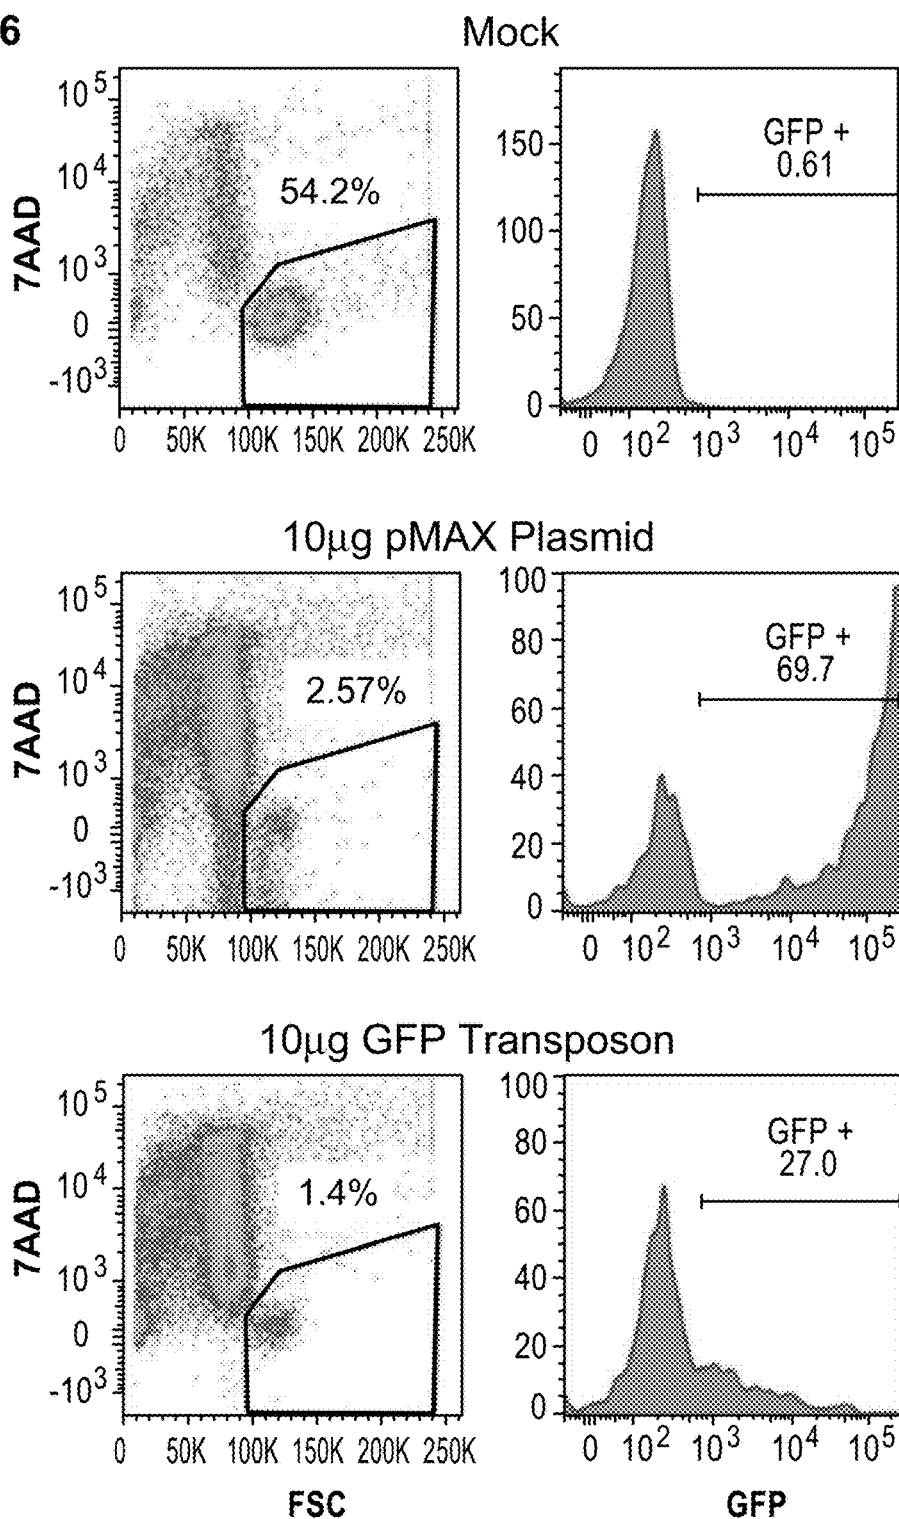 6
Mock
7AAD
10⁵
10⁴
10³
0
-10³
54.2%
0 50K 100K 150K 200K 250K
150
100
50
0
GFP +
0.61
0 10² 10³ 10⁴ 10⁵
10µg pMAX Plasmid
7AAD
10⁵
10⁴
10³
0
-10³
2.57%
0 50K 100K 150K 200K 250K
100
80
60
40
20
0
GFP +
69.7
0 10² 10³ 10⁴ 10⁵
10µg GFP Transposon
7AAD
10⁵
10⁴
10³
0
-10³
1.4%
0 50K 100K 150K 200K 250K
FSC
100
80
60
40
20
0
GFP +
27.0
0 10² 10³ 10⁴ 10⁵
GFP